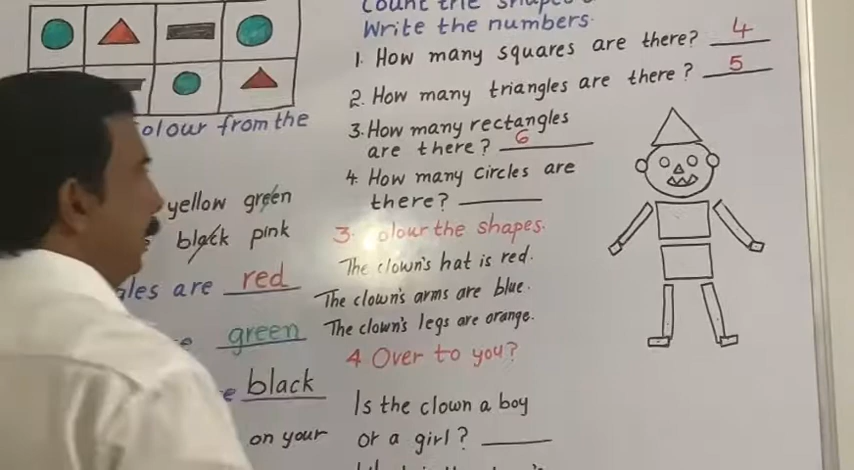 Count the shapes
Write the numbers.
1. How many squares are there? 4
2. How many triangles are there? 5
3. How many rectangles
are there? 6
4. How many circles are
there?
3. olour the shapes.
The clown's hat is red.
The clown's arms are blue.
The clown's legs are orange.
4 Over to you?
Is the clown a boy
or a girl?
olour from the
yellow green
black pink
les are red
green
e black
on your